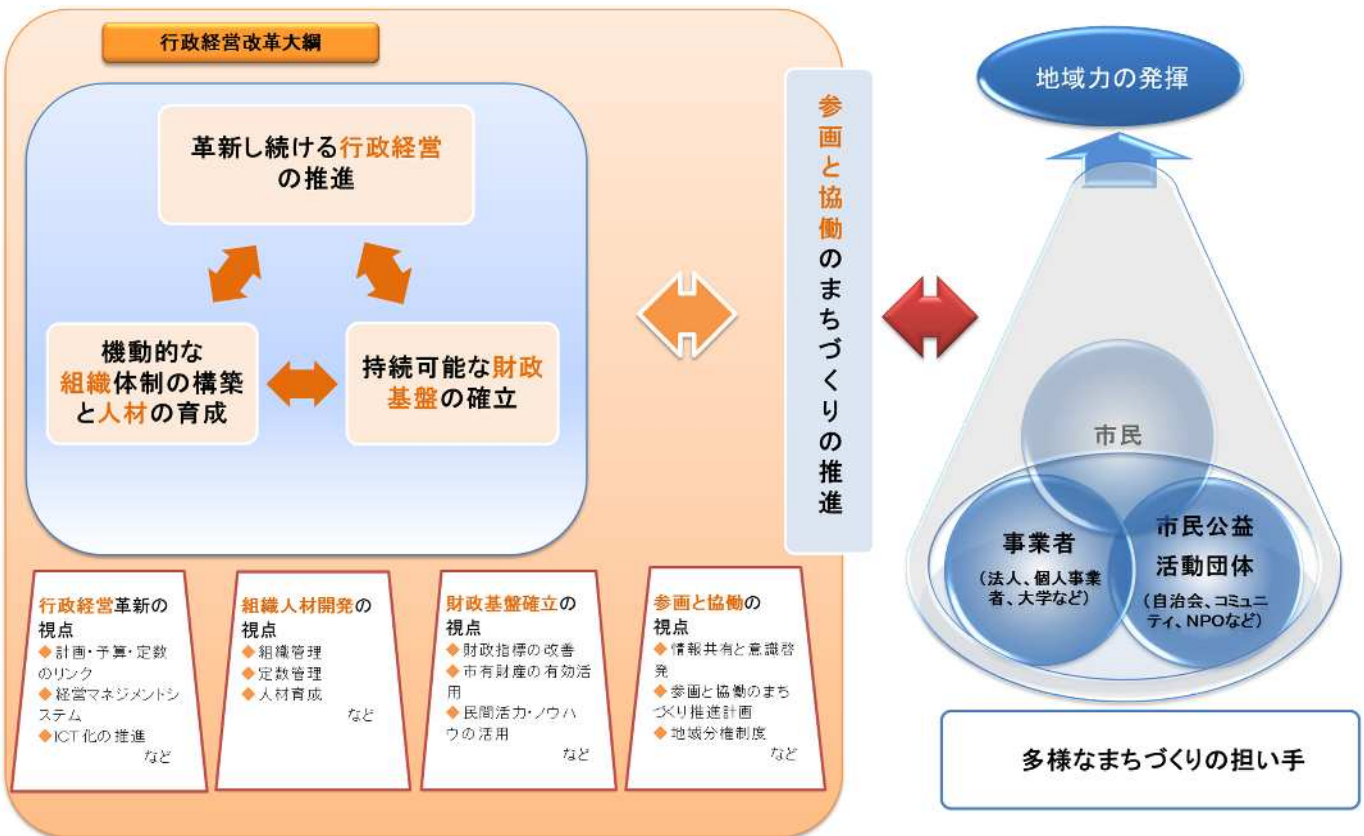 行政経営改革大綱
革新し続ける行政経営
の推進
機動的な
組織体制の構築
と人材の育成
持続可能な財政
基盤の確立
参画と協働のまちづくりの推進
行政経営革新の
視点
◆計画・予算・定数
のリンク
◆経営マネジメントシ
ステム
◆ICT化の推進
など
組織人材開発の
視点
◆組織管理
◆定数管理
◆人材育成
など
財政基盤確立の
視点
◆財政指標の改善
◆市有財産の有効活
用
◆民間活力・ノウハ
ウの活用
など
参画と協働の
視点
◆情報共有と意識啓
発
◆参画と協働のまち
づくり推進計画
◆地域分権制度
など
地域力の発揮
市民
事業者
(法人、個人事業
者、大学など)
市民公益
活動団体
(自治会、コミュニ
ティ、NPOなど)
多様なまちづくりの担い手